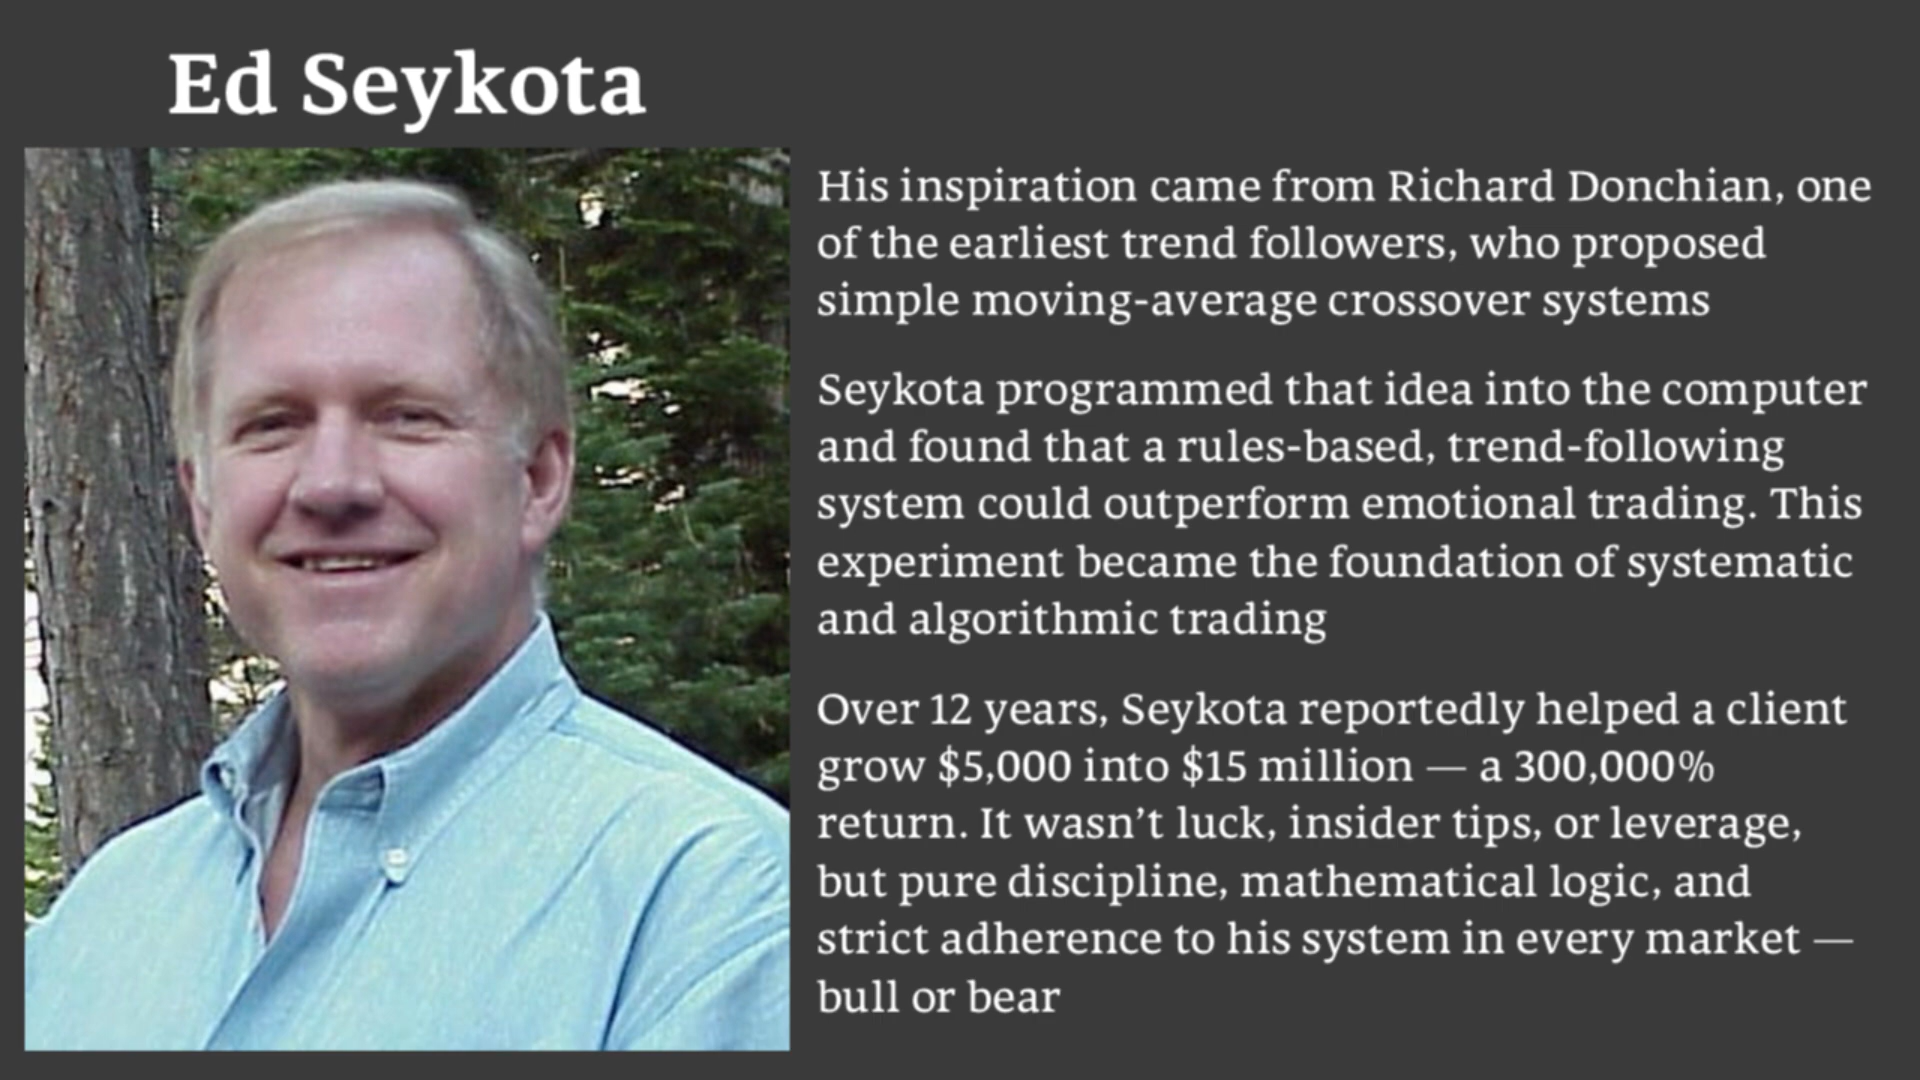 Ed Seykota
His inspiration came from Richard Donchian, one
of the earliest trend followers, who proposed
simple moving-average crossover systems
Seykota programmed that idea into the computer
and found that a rules-based, trend-following
system could outperform emotional trading. This
experiment became the foundation of systematic
and algorithmic trading
Over 12 years, Seykota reportedly helped a client
grow $5,000 into $15 million — a 300,000%
return. It wasn’t luck, insider tips, or leverage,
but pure discipline, mathematical logic, and
strict adherence to his system in every market —
bull or bear